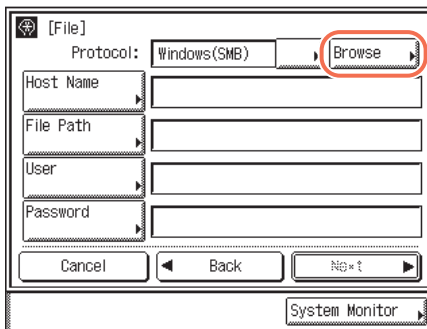 [File]
Protocol: Windows(SMB) Browse
Host Name
File Path
User
Password
Cancel Back Next
System Monitor